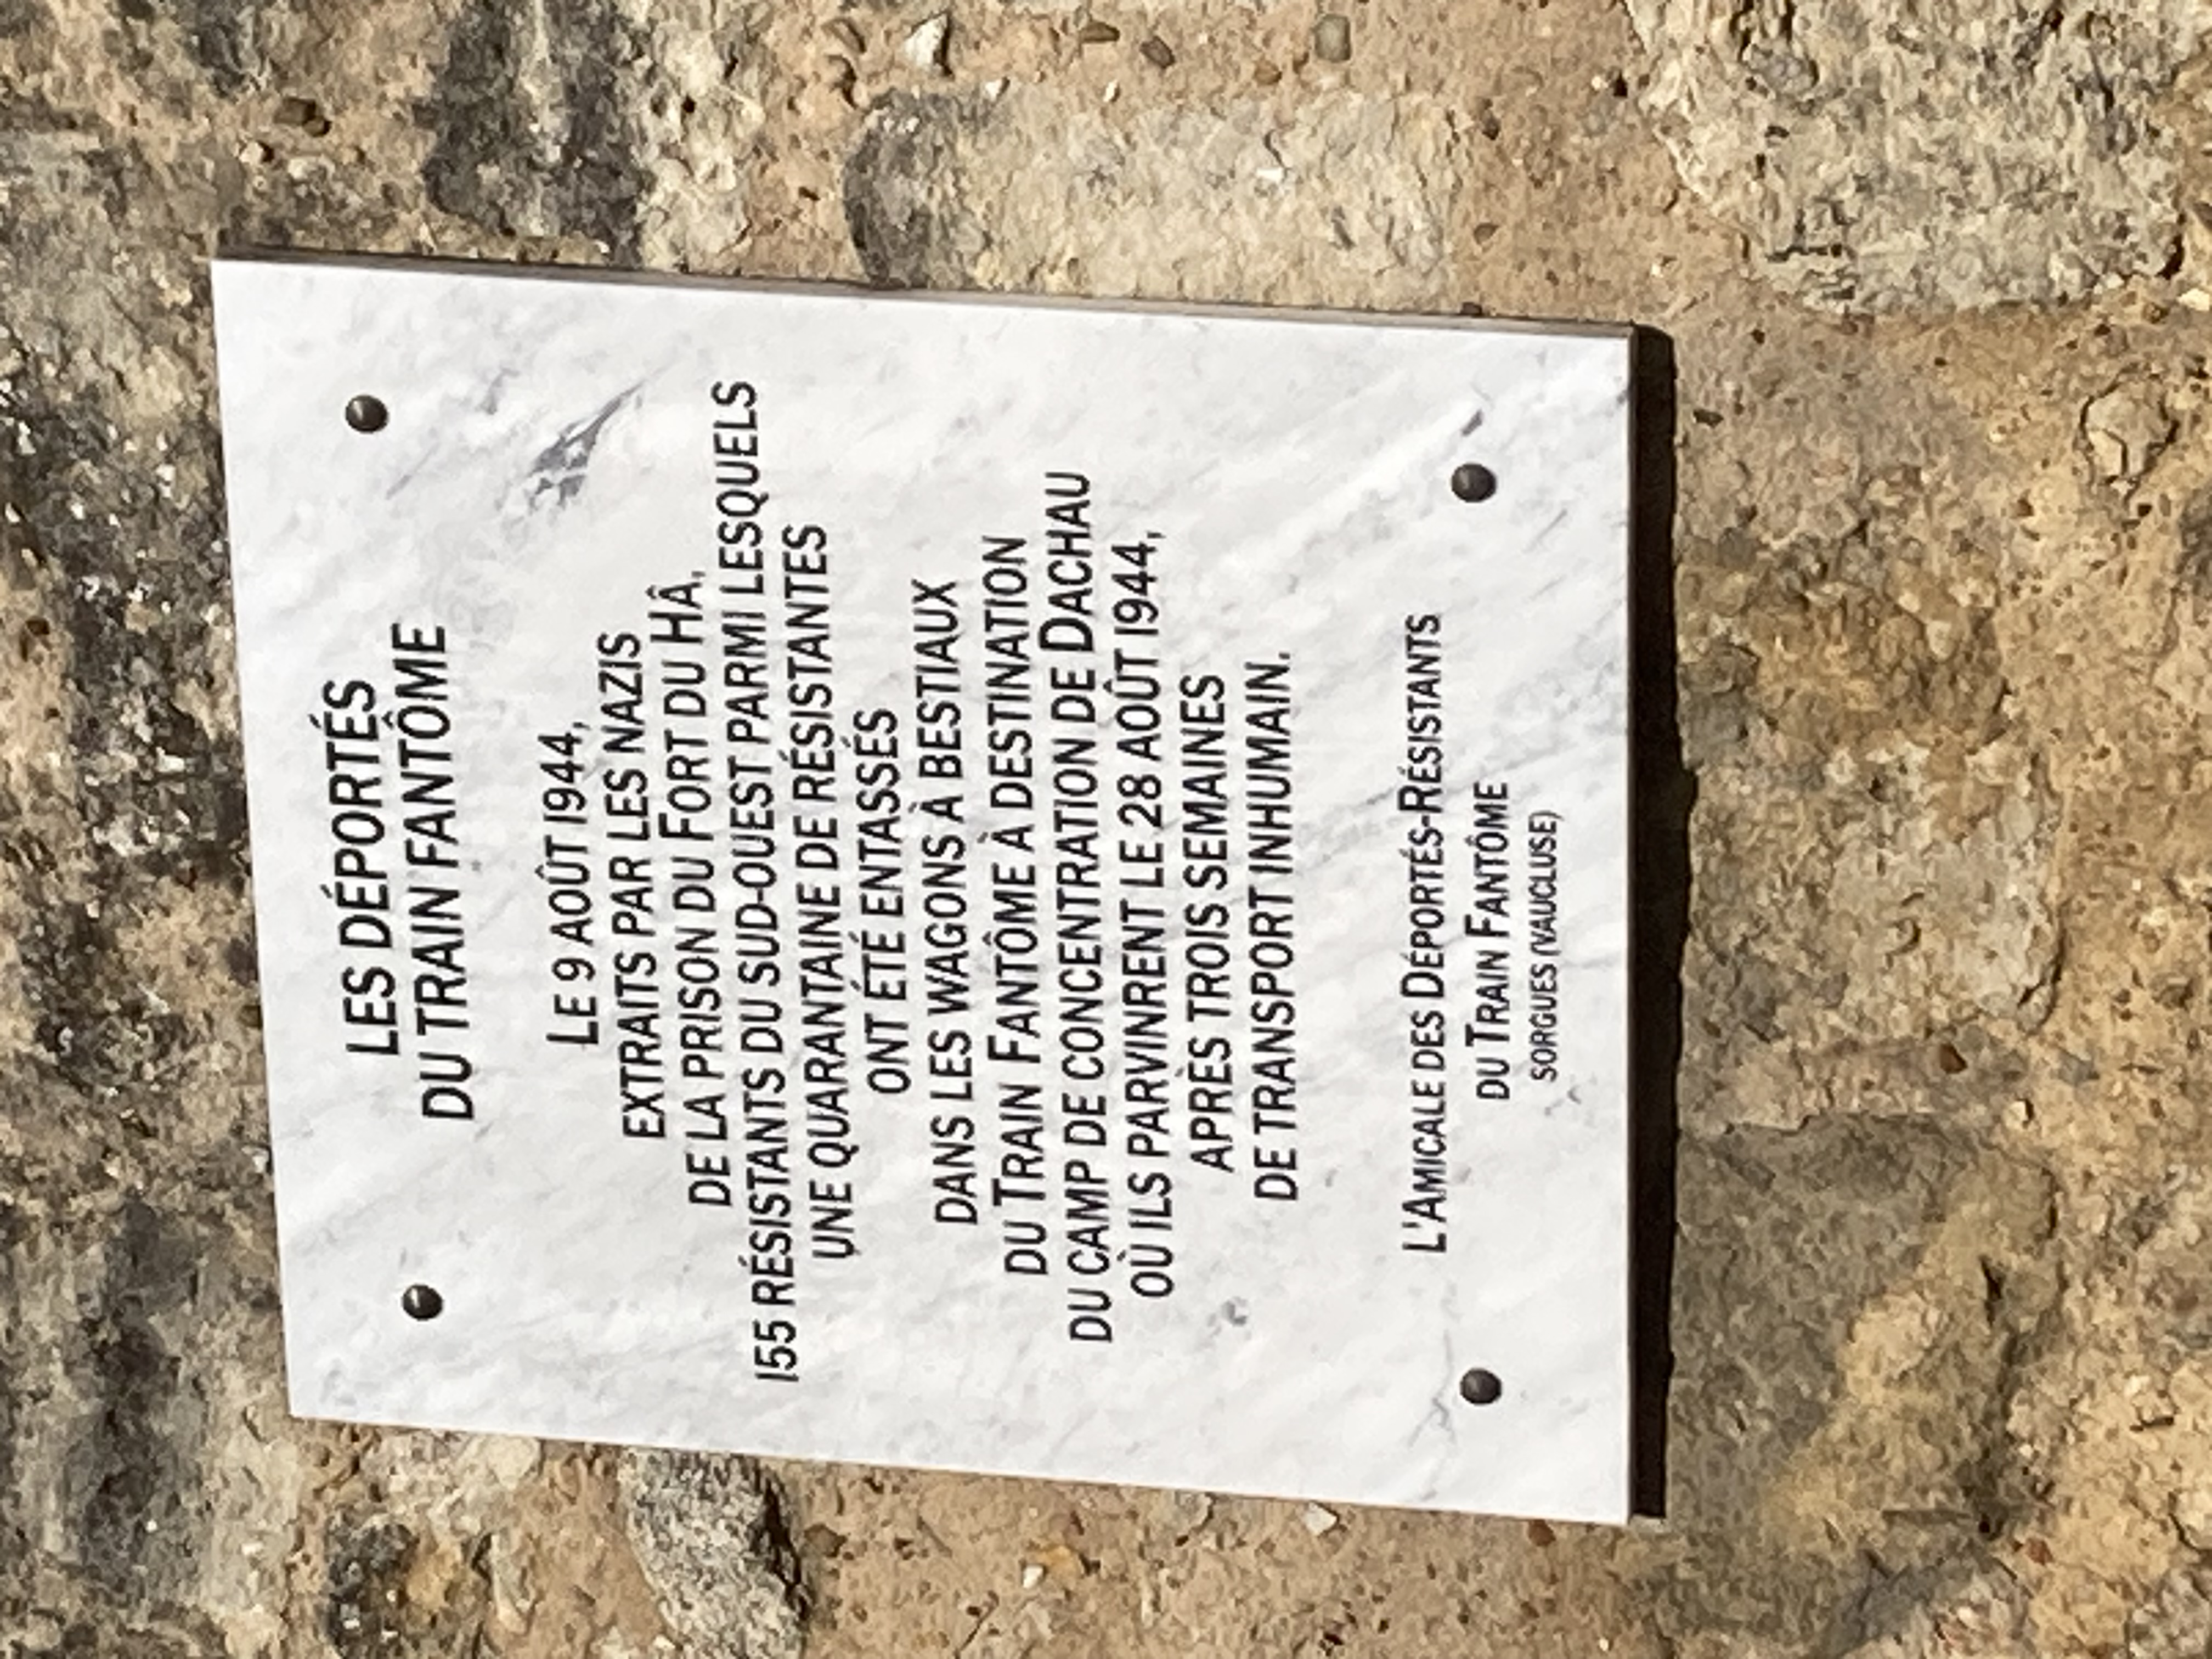 LES DÉPORTÉS
DU TRAIN FANTÔME
LE 9 AOÛT 1944,
EXTRAITS PAR LES NAZIS
DE LA PRISON DU FORT DU HÂ,
155 RÉSISTANTS DU SUD-OUEST PARMI LESQUELS
UNE QUARANTAINE DE RÉSISTANTES
ONT ÉTÉ ENTASSÉS
DANS LES WAGONS À BESTIAUX
DU TRAIN FANTÔME À DESTINATION
DU CAMP DE CONCENTRATION DE DACHAU
OÙ ILS PARVINRENT LE 28 AOÛT 1944,
APRÈS TROIS SEMAINES
DE TRANSPORT INHUMAIN.
L'AMICALE DES DÉPORTÉS-RÉSISTANTS
DU TRAIN FANTÔME
SORGUES (VAUCLUSE)